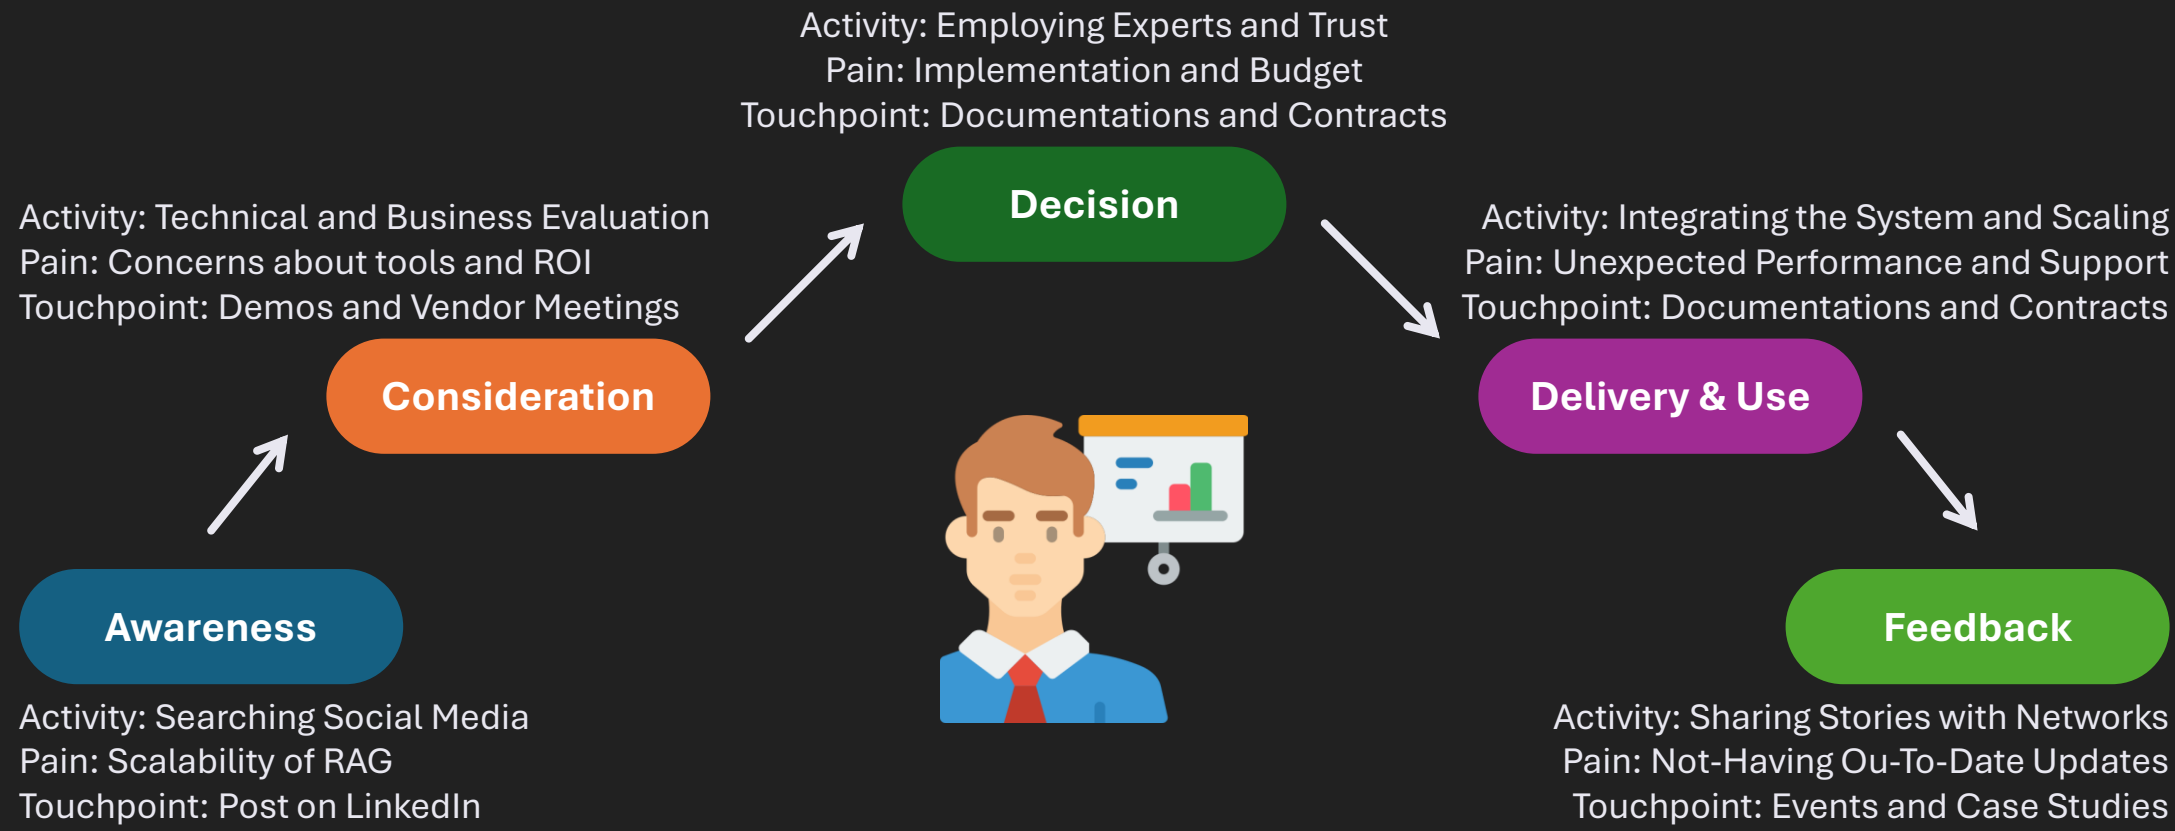 Activity: Employing Experts and Trust
Pain: Implementation and Budget
Touchpoint: Documentations and Contracts
Decision
Activity: Technical and Business Evaluation
Pain: Concerns about tools and ROI
Touchpoint: Demos and Vendor Meetings
Consideration
Activity: Integrating the System and Scaling
Pain: Unexpected Performance and Support
Touchpoint: Documentations and Contracts
Delivery & Use
Awareness
Activity: Searching Social Media
Pain: Scalability of RAG
Touchpoint: Post on LinkedIn
Feedback
Activity: Sharing Stories with Networks
Pain: Not-Having Ou-To-Date Updates
Touchpoint: Events and Case Studies